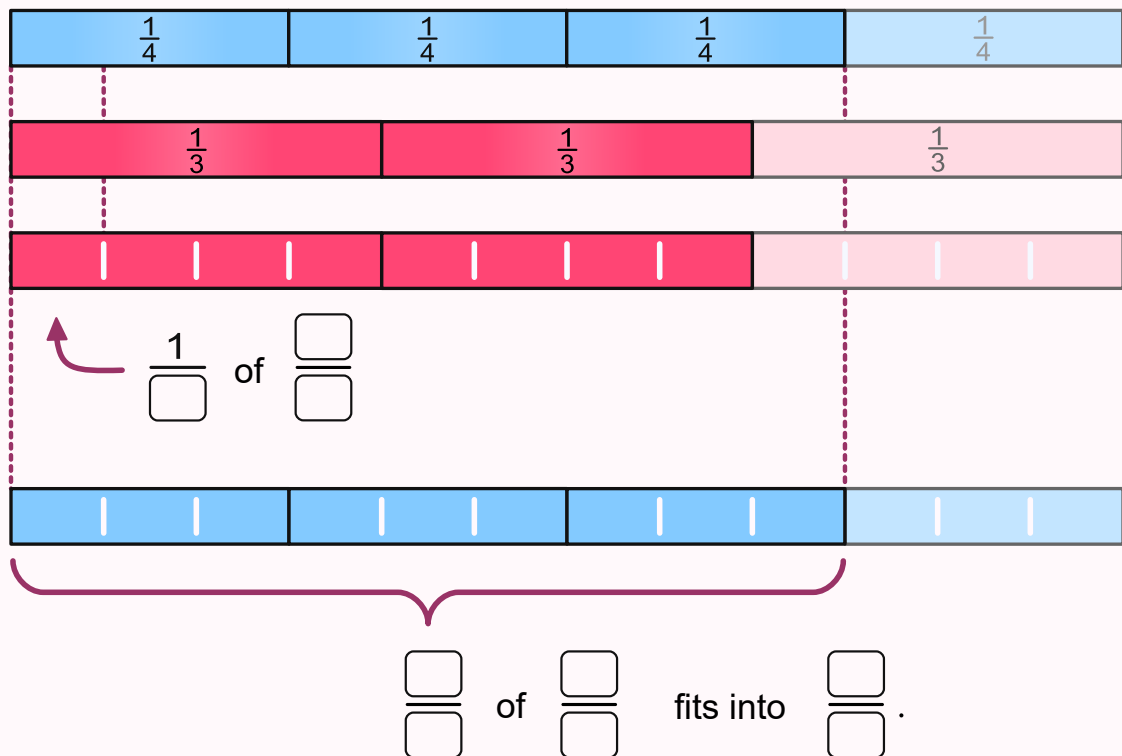 1/4 1/4 1/4 1/4
1/3 1/3 1/3
1/□ of □/□
□/□ of □/□ fits into □/□.